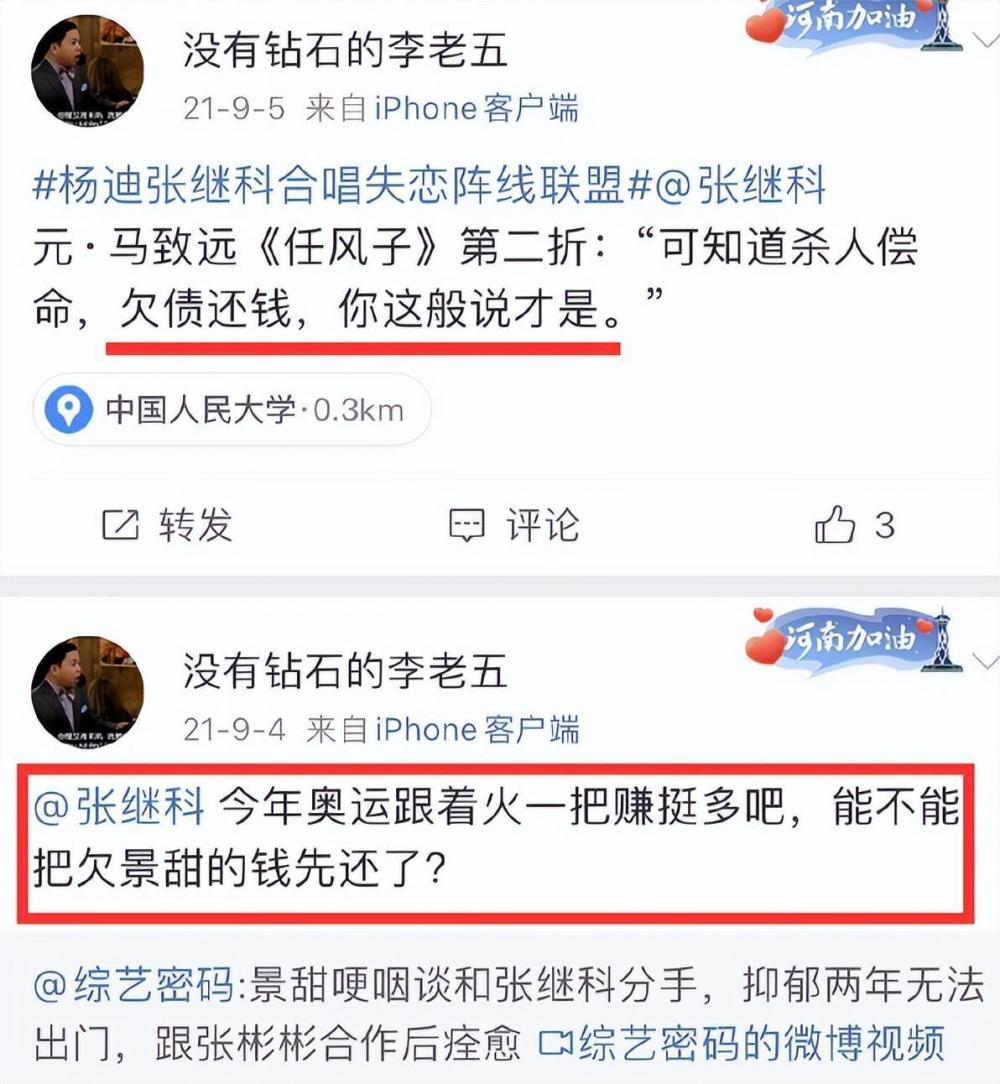 河南加油
没有钻石的李老五
21-9-5 来自 iPhone客户端
#杨迪张继科合唱失恋阵线联盟#@张继科
元·马致远《任风子》第二折：“可知道杀人偿
命，欠债还钱，你这般说才是。”
中国人民大学·0.3km
转发 评论 3
河南加油
没有钻石的李老五
21-9-4 来自 iPhone客户端
@张继科 今年奥运跟着火一把赚挺多吧，能不能
把欠景甜的钱先还了？
@综艺密码:景甜哽咽谈和张继科分手，抑郁两年无法
出门，跟张彬彬合作后痊愈 综艺密码的微博视频